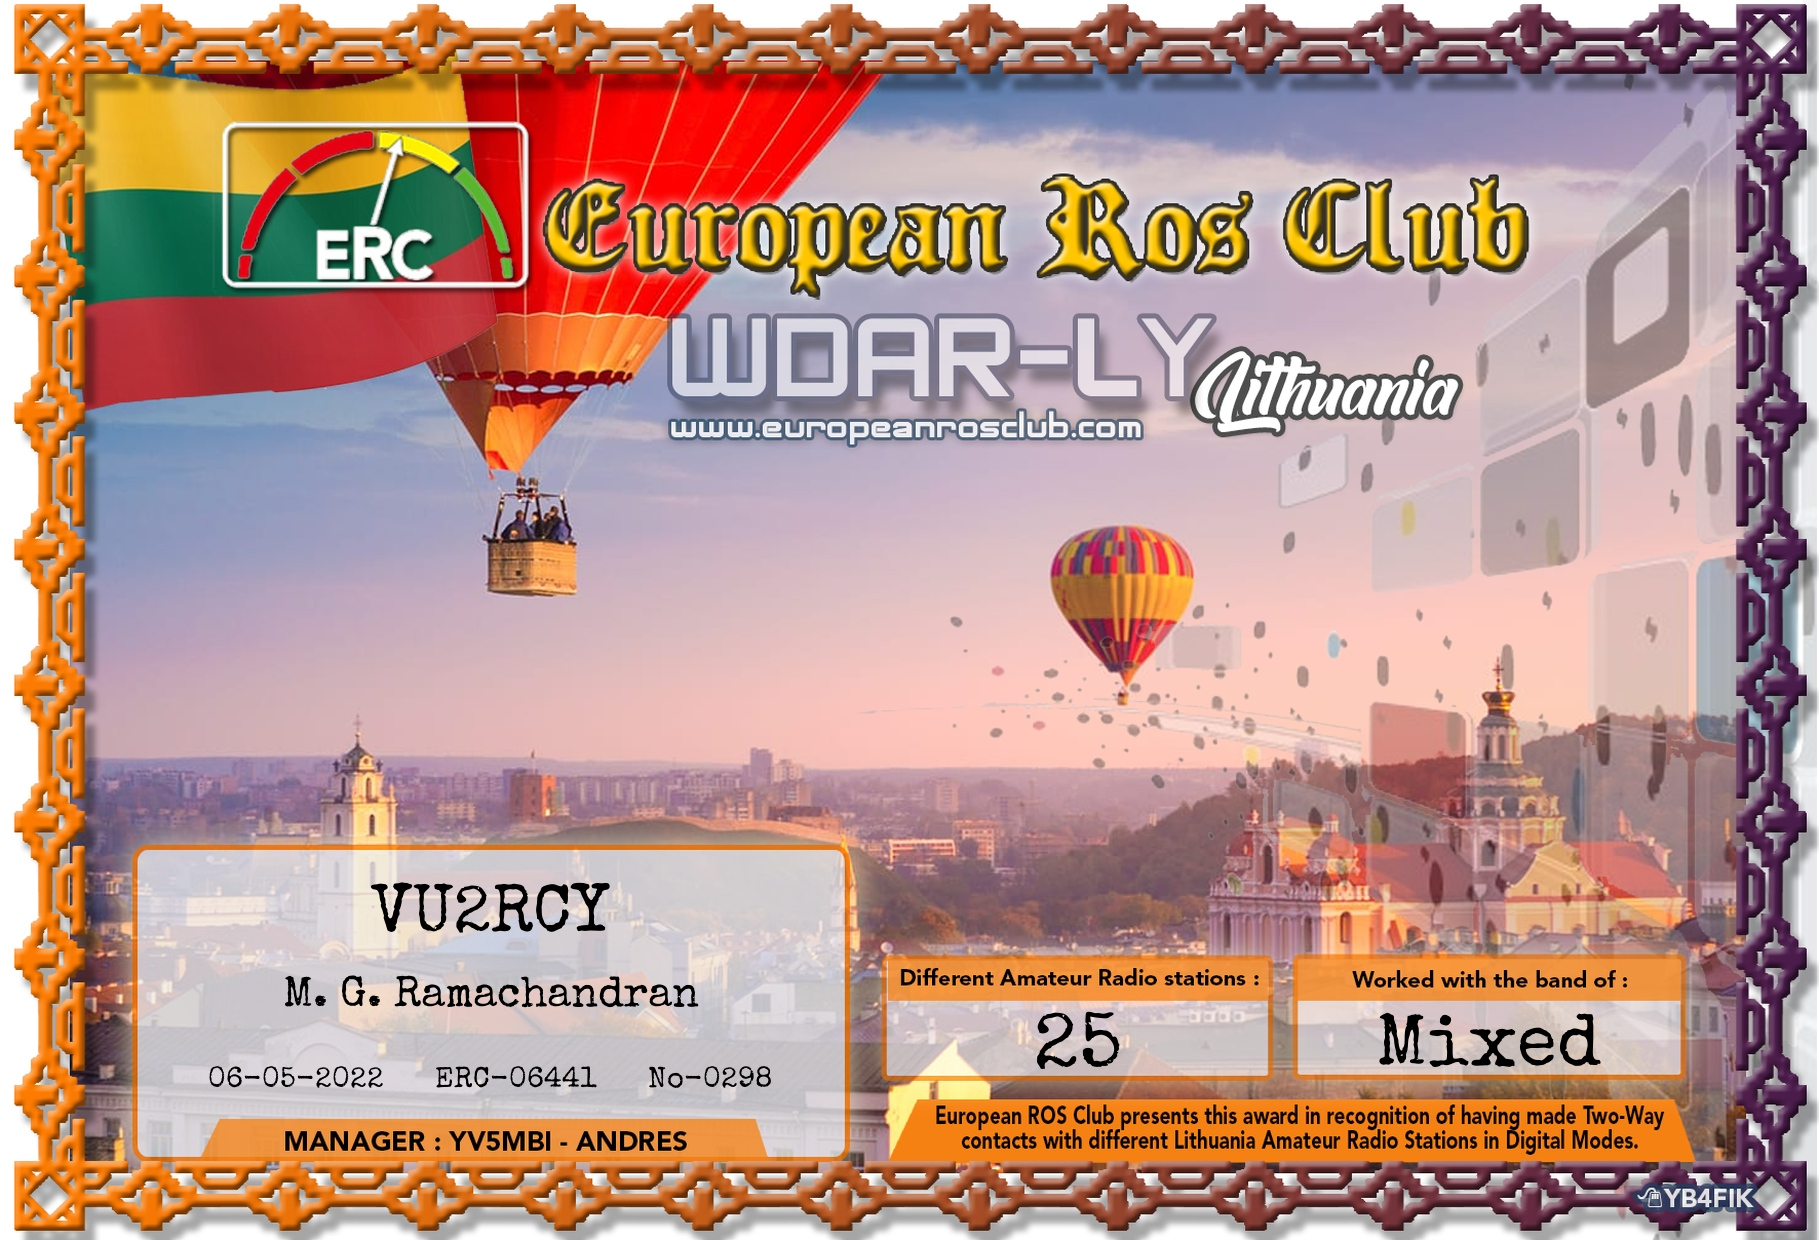 ERC
European Ros Club
WDAR-LY Lithuania
www.europeanrosclub.com
VU2RCY
M. G. Ramachandran
06-05-2022 ERC-06441 No-0298
MANAGER : YV5MBI - ANDRES
Different Amateur Radio stations :
25
Worked with the band of :
Mixed
European ROS Club presents this award in recognition of having made Two-Way
contacts with different Lithuania Amateur Radio Stations in Digital Modes.
YB4FIK